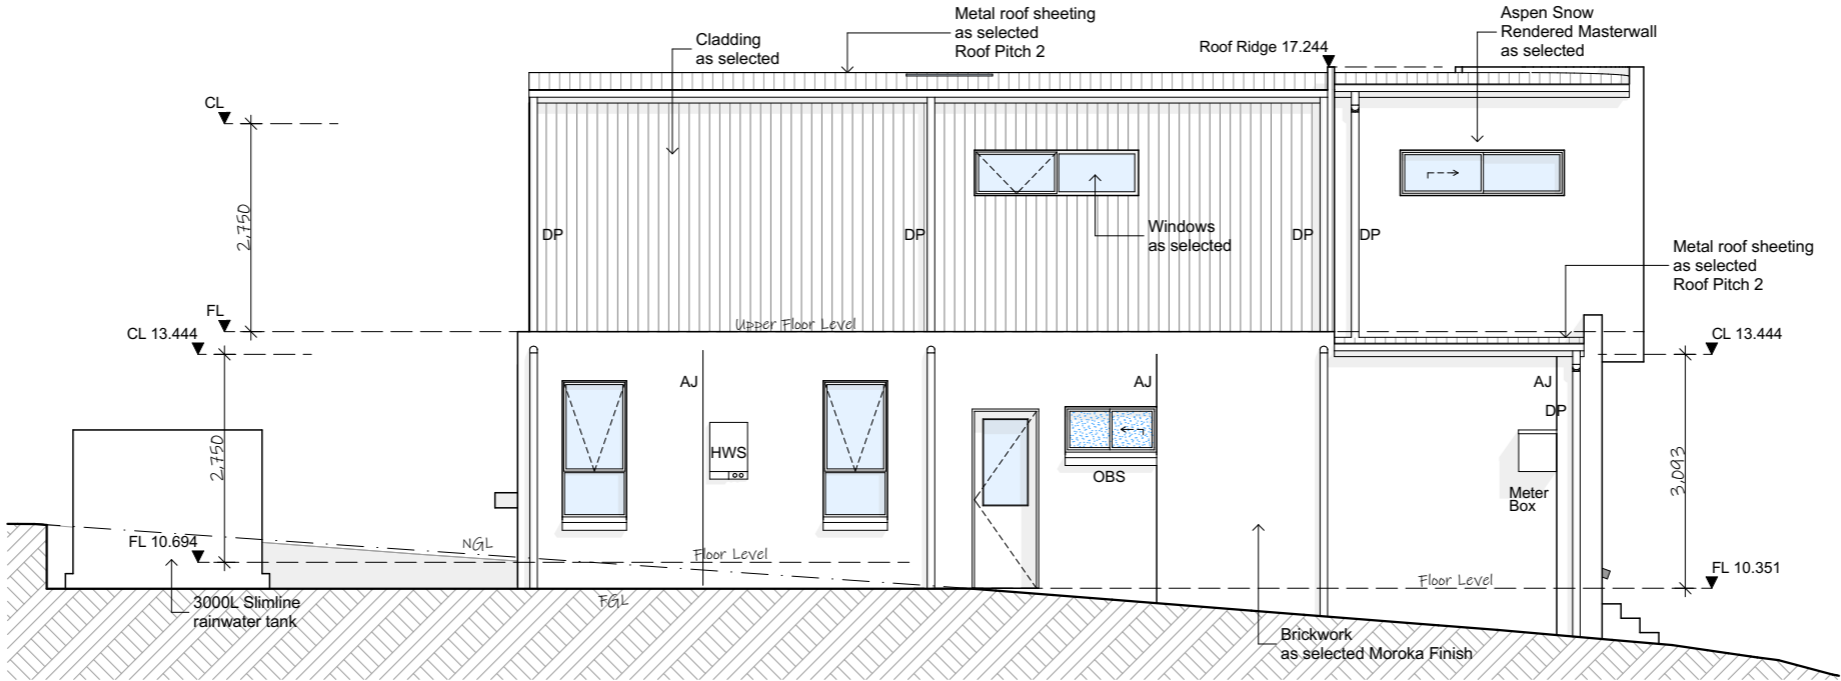 Metal roof sheeting
as selected
Roof Pitch 2
Aspen Snow
Rendered Masterwall
as selected
Cladding
as selected
Roof Ridge 17.244
CL
2,750
DP
DP
DP
DP
Windows
as selected
Metal roof sheeting
as selected
Roof Pitch 2
FL
Upper Floor Level
CL 13.444
CL 13.444
AJ
AJ
AJ
DP
HWS
OBS
2,750
3,093
Meter
Box
FL 10.694
NGL
Floor Level
Floor Level
FL 10.351
3000L Slimline
rainwater tank
FGL
Brickwork
as selected Moroka Finish